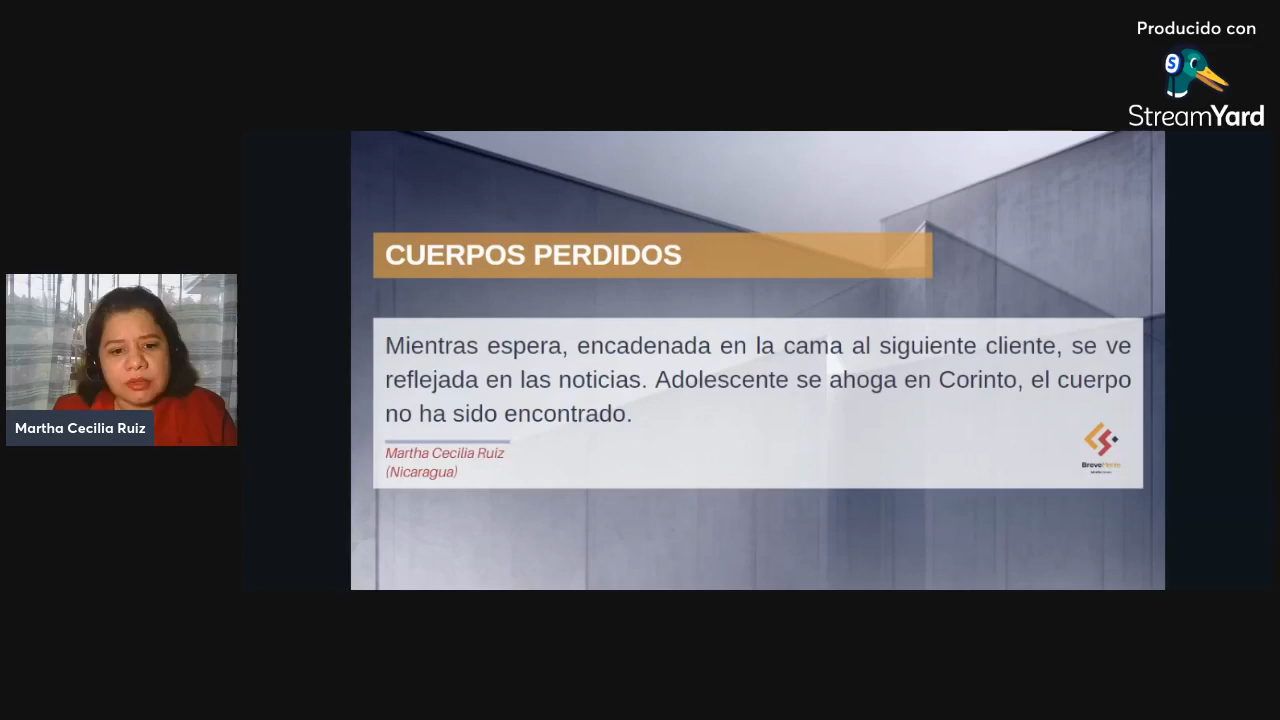 Producido con
StreamYard
CUERPOS PERDIDOS
Mientras espera, encadenada en la cama al siguiente cliente, se ve
reflejada en las noticias. Adolescente se ahoga en Corinto, el cuerpo
no ha sido encontrado.
Martha Cecilia Ruiz
(Nicaragua)
Martha Cecilia Ruiz